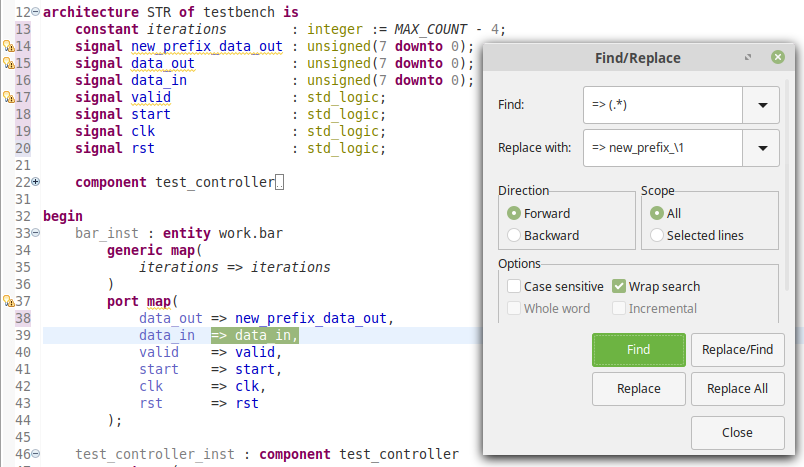 12 architecture STR of testbench is
13 constant iterations : integer := MAX_COUNT - 4;
14 signal new_prefix_data_out : unsigned(7 downto 0);
15 signal data_out : unsigned(7 downto 0);
16 signal data_in : unsigned(7 downto 0);
17 signal valid : std_logic;
18 signal start : std_logic;
19 signal clk : std_logic;
20 signal rst : std_logic;
21
22 component test_controller..
31
32 begin
33 bar_inst : entity work.bar
34 generic map(
35 iterations => iterations
36 )
37 port map(
38 data_out => new_prefix_data_out,
39 data_in => data_in,
40 valid => valid,
41 start => start,
42 clk => clk,
43 rst => rst
44 );
45
46 test_controller_inst : component test_controller
Find/Replace
Find: => (.*)
Replace with: => new_prefix_\1
Direction
Forward
Backward
Scope
All
Selected lines
Options
Case sensitive Wrap search
Whole word Incremental
Find Replace/Find
Replace Replace All
Close